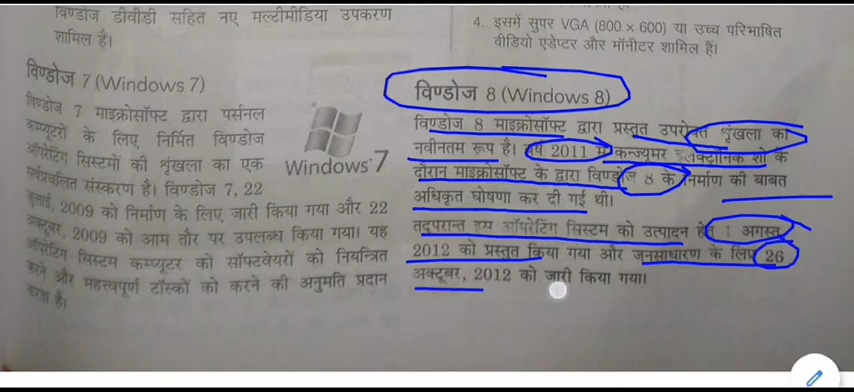 विण्डोज डीवीडी सहित नए मल्टीमीडिया उपकरण
शामिल हैं।
विण्डोज 7 (Windows 7)
विण्डोज 7 माइक्रोसॉफ्ट द्वारा पर्सनल
कम्प्यूटरों के लिए निर्मित विण्डोज
ऑपरेटिंग सिस्टमों की श्रृंखला का एक
सर्वप्रचलित संस्करण है। विण्डोज 7, 22
जुलाई, 2009 को निर्माण के लिए जारी किया गया और 22
अक्टूबर, 2009 को आम तौर पर उपलब्ध किया गया। यह
ऑपरेटिंग सिस्टम कम्प्यूटर को सॉफ्टवेयरों को नियन्त्रित
करने और महत्त्वपूर्ण टॉस्कों को करने की अनुमति प्रदान
करता है।
Windows 7
4. इसमें सुपर VGA (800 × 600) या उच्च परिभाषित
वीडियो एडेप्टर और मॉनीटर शामिल हैं।
विण्डोज 8 (Windows 8)
विण्डोज 8 माइक्रोसॉफ्ट द्वारा प्रस्तुत उपरोक्त श्रृंखला का
नवीनतम रूप है। वर्ष 2011 में कन्ज्यूमर इलेक्ट्रॉनिक शो के
दौरान माइक्रोसॉफ्ट के द्वारा विण्डोज 8 के निर्माण की बाबत
अधिकृत घोषणा कर दी गई थी।
तदुपरान्त इस ऑपरेटिंग सिस्टम को उत्पादन हेतु 1 अगस्त,
2012 को प्रस्तुत किया गया और जनसाधारण के लिए 26
अक्टूबर, 2012 को जारी किया गया।